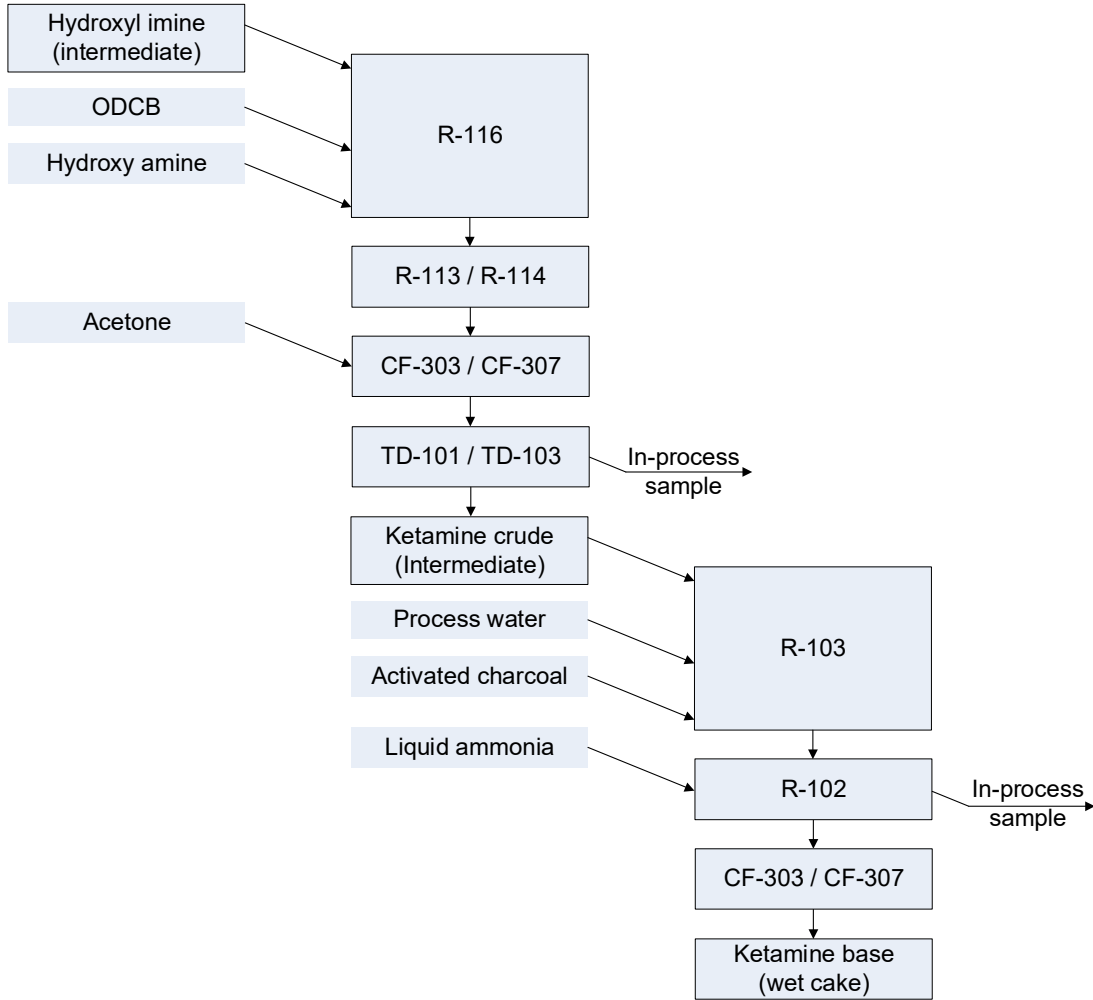 Hydroxyl imine
(intermediate)
ODCB
Hydroxy amine
R-116
R-113 / R-114
Acetone
CF-303 / CF-307
TD-101 / TD-103
In-process
sample
Ketamine crude
(Intermediate)
Process water
Activated charcoal
R-103
Liquid ammonia
R-102
In-process
sample
CF-303 / CF-307
Ketamine base
(wet cake)